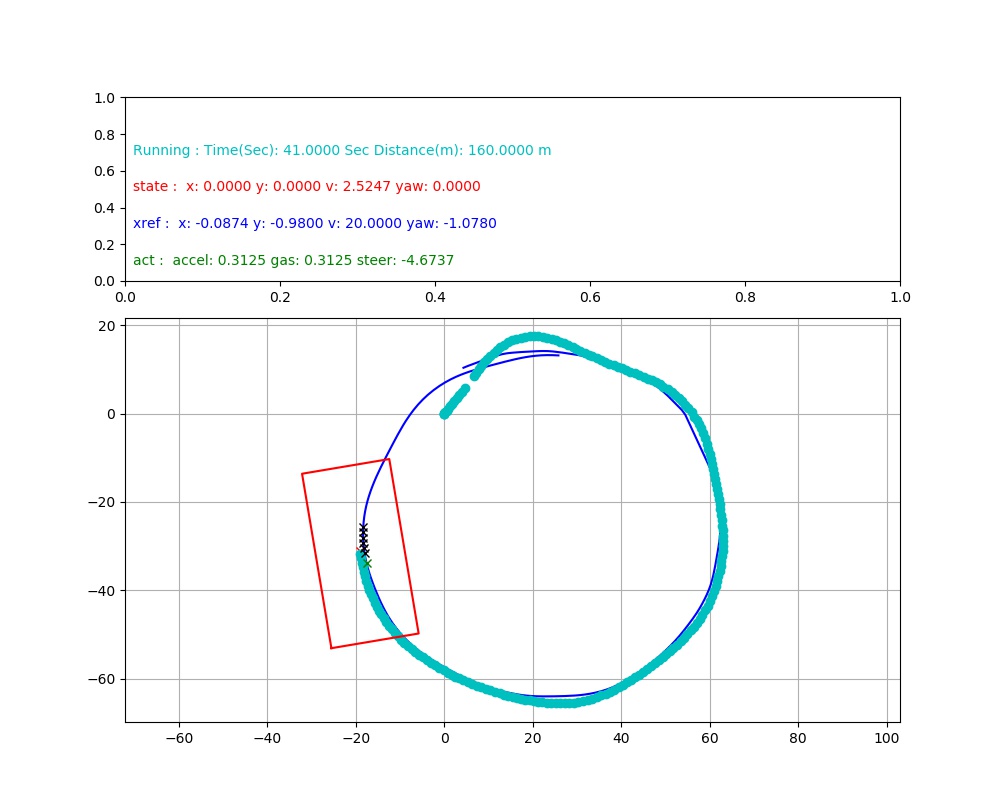 1.0
0.8
Running : Time(Sec): 41.0000 Sec Distance(m): 160.0000 m
0.6
state :  x: 0.0000 y: 0.0000 v: 2.5247 yaw: 0.0000
0.4
xref :  x: -0.0874 y: -0.9800 v: 20.0000 yaw: -1.0780
0.2
act :  accel: 0.3125 gas: 0.3125 steer: -4.6737
0.0
0.0 0.2 0.4 0.6 0.8 1.0
20
0
−20
−40
−60
−60 −40 −20 0 20 40 60 80 100